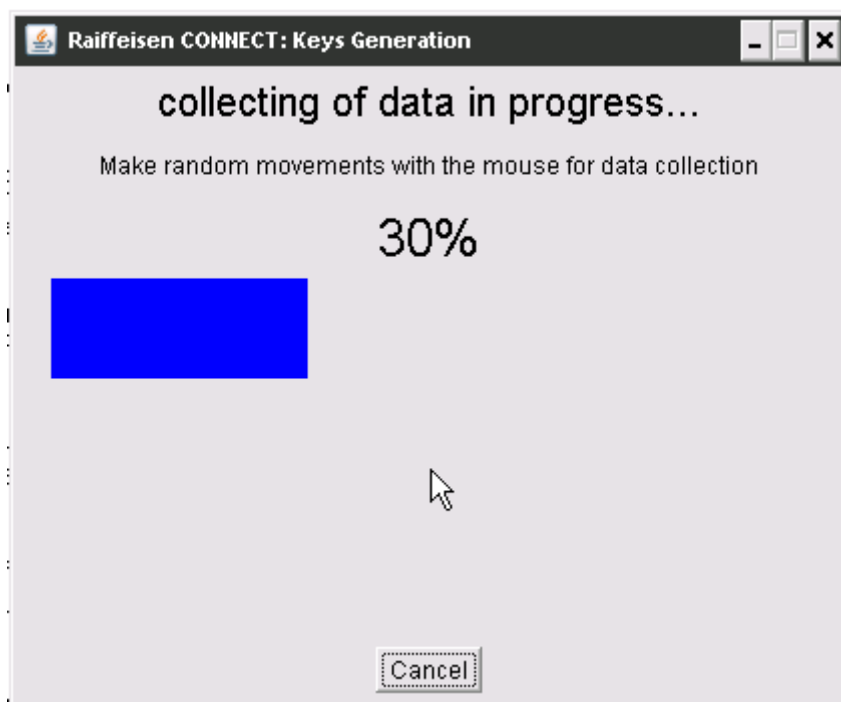 Raiffeisen CONNECT: Keys Generation
collecting of data in progress...
Make random movements with the mouse for data collection
30%
Cancel